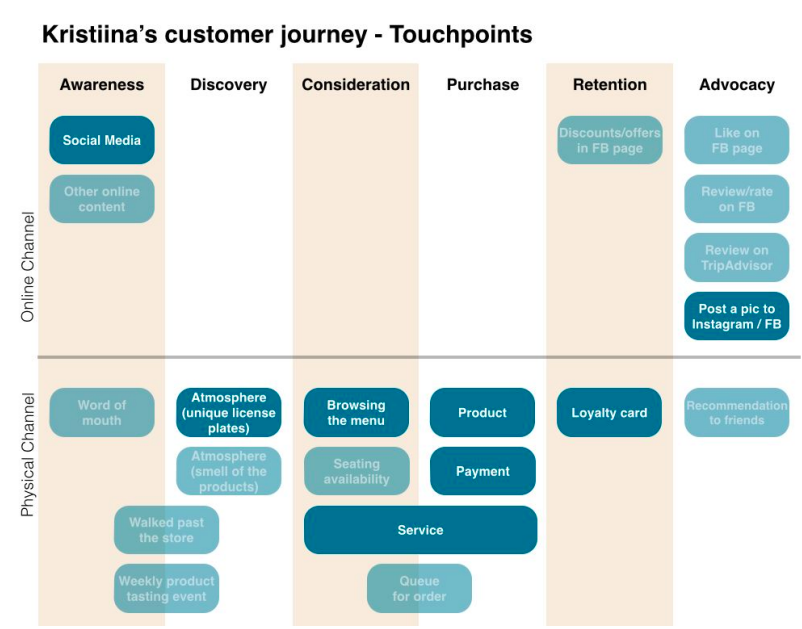 Kristiina's customer journey - Touchpoints
Awareness
Discovery
Consideration
Purchase
Retention
Advocacy
Online Channel
Social Media
Other online
content
Discounts/offers
in FB page
Like on
FB page
Review/rate
on FB
Review on
TripAdvisor
Post a pic to
Instagram / FB
Physical Channel
Word of
mouth
Atmosphere
(unique license
plates)
Browsing
the menu
Product
Loyalty card
Recommendation
to friends
Atmosphere
(smell of the
products)
Seating
availability
Payment
Walked past
the store
Service
Weekly product
tasting event
Queue
for order